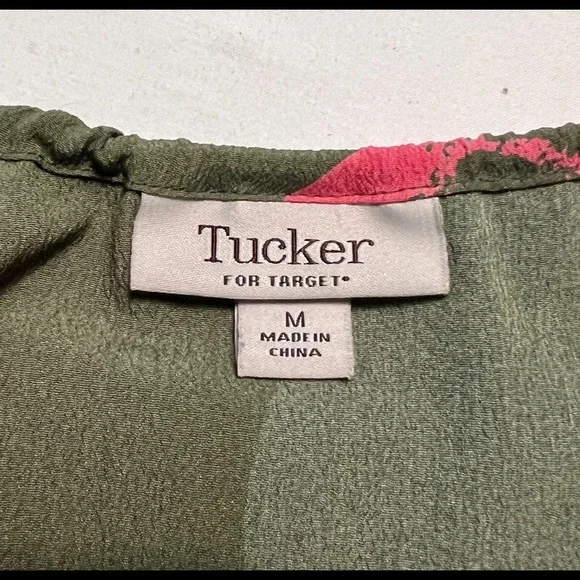 Tucker
FOR TARGET®
M
MADE IN
CHINA